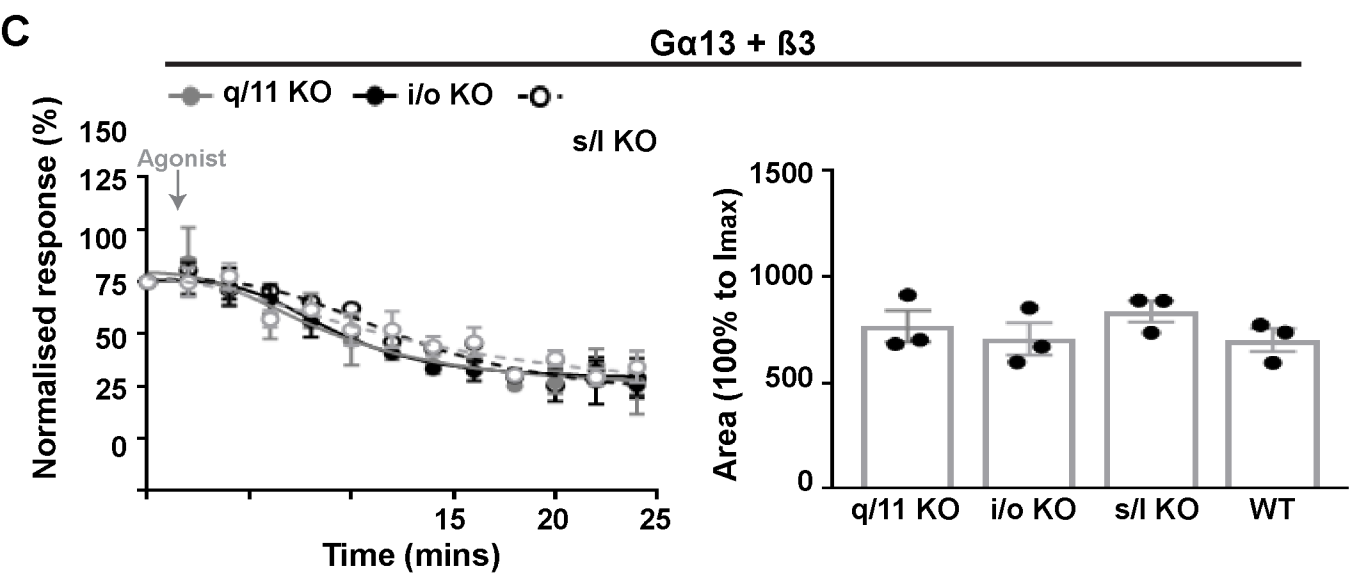 C
Gα13 + ß3
q/11 KO i/o KO
s/l KO
Agonist
Normalised response (%)
150
125
100
75
50
25
0
15 20 25
Time (mins)
Area (100% to Imax)
1500
1000
500
0
q/11 KO i/o KO s/l KO WT